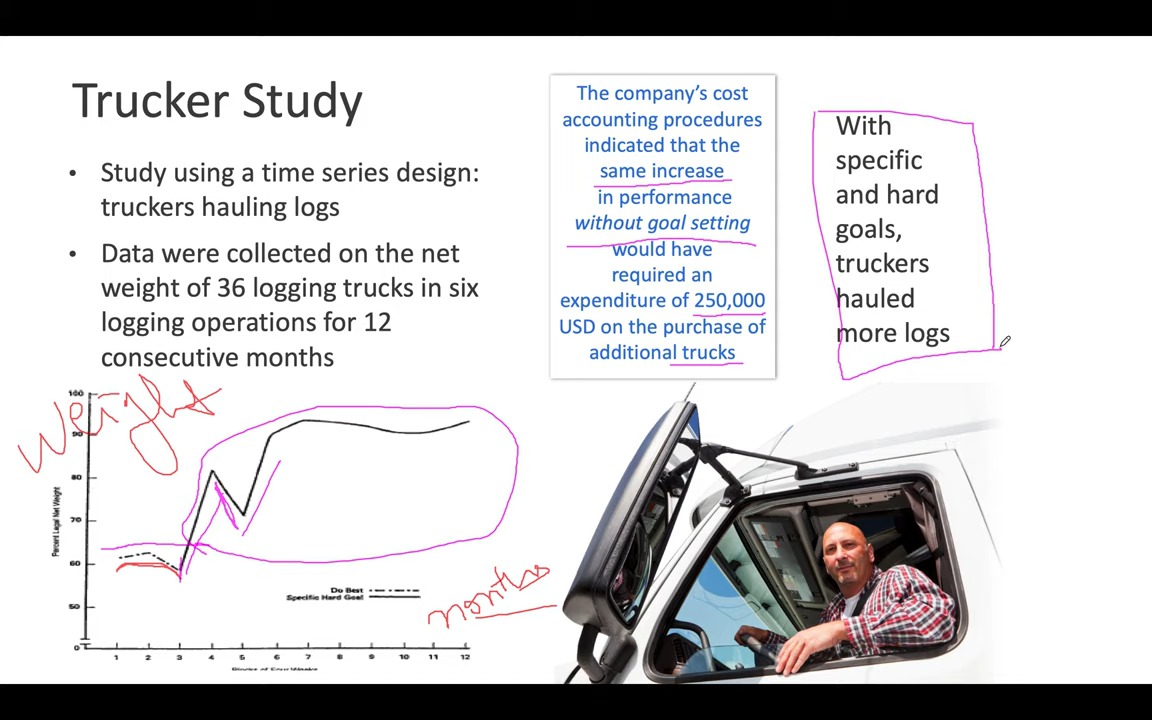 Trucker Study
• Study using a time series design:
truckers hauling logs
• Data were collected on the net
weight of 36 logging trucks in six
logging operations for 12
consecutive months
The company's cost
accounting procedures
indicated that the
same increase
in performance
without goal setting
would have
required an
expenditure of 250,000
USD on the purchase of
additional trucks
With
specific
and hard
goals,
truckers
hauled
more logs
Weight
100
90
80
70
60
50
0
Percent Legal Net Weight
Do Best
Specific Hard Goal
months
1 2 3 4 5 6 7 8 9 10 11 12
Blocks of Four Weeks